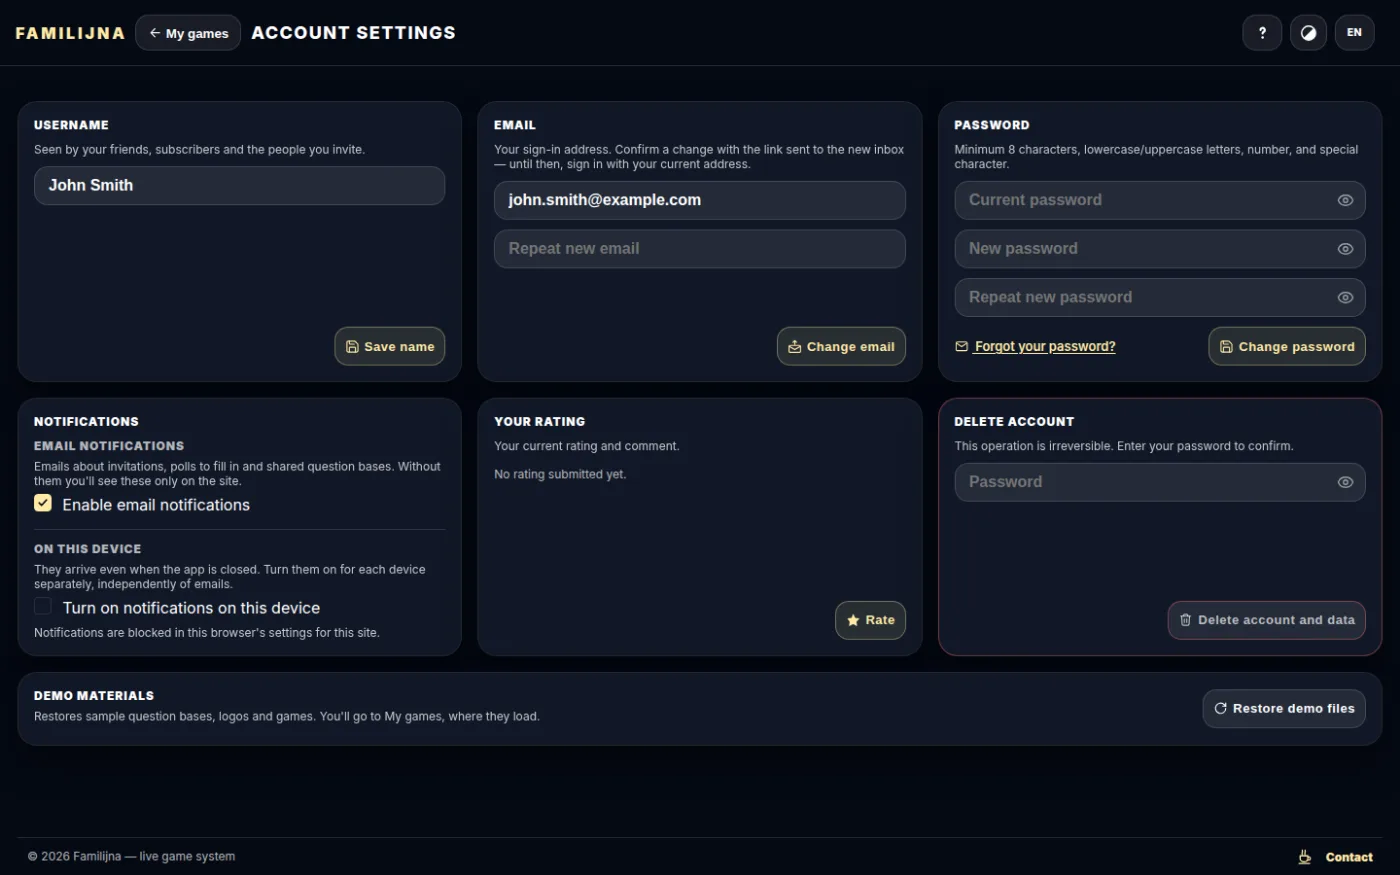 FAMILIJNA
← My games
ACCOUNT SETTINGS
?
EN
USERNAME
Seen by your friends, subscribers and the people you invite.
John Smith
Save name
EMAIL
Your sign-in address. Confirm a change with the link sent to the new inbox
— until then, sign in with your current address.
john.smith@example.com
Repeat new email
Change email
PASSWORD
Minimum 8 characters, lowercase/uppercase letters, number, and special
character.
Current password
New password
Repeat new password
Forgot your password?
Change password
NOTIFICATIONS
EMAIL NOTIFICATIONS
Emails about invitations, polls to fill in and shared question bases. Without
them you'll see these only on the site.
Enable email notifications
ON THIS DEVICE
They arrive even when the app is closed. Turn them on for each device
separately, independently of emails.
Turn on notifications on this device
Notifications are blocked in this browser's settings for this site.
YOUR RATING
Your current rating and comment.
No rating submitted yet.
Rate
DELETE ACCOUNT
This operation is irreversible. Enter your password to confirm.
Password
Delete account and data
DEMO MATERIALS
Restores sample question bases, logos and games. You'll go to My games, where they load.
Restore demo files
© 2026 Familijna — live game system
Contact